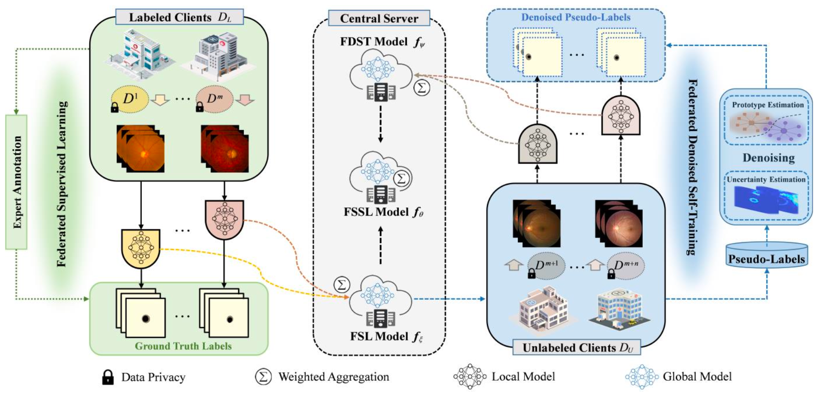 Labeled Clients D_L
Expert Annotation
Federated Supervised Learning
D^1
...
D^m
...
...
Ground Truth Labels
Central Server
FDST Model f_ψ
Σ
Σ
FSSL Model f_θ
Σ
FSL Model f_ξ
Denoised Pseudo-Labels
...
...
Federated Denoised Self-Training
Prototype Estimation
Denoising
Uncertainty Estimation
Pseudo-Labels
...
D^{m+1}
...
D^{m+n}
Unlabeled Clients D_U
Data Privacy
Σ Weighted Aggregation
Local Model
Global Model